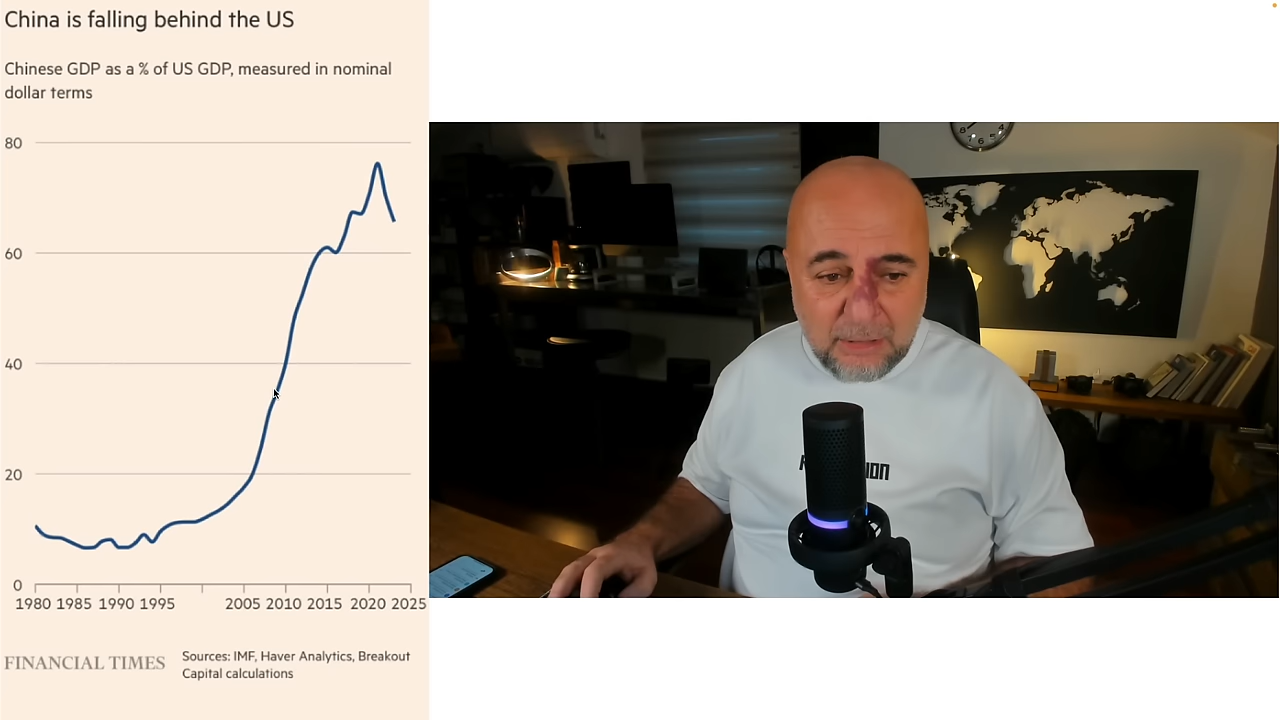 China is falling behind the US
Chinese GDP as a % of US GDP, measured in nominal
dollar terms
80
60
40
20
0
1980 1985 1990 1995 2005 2010 2015 2020 2025
FINANCIAL TIMES
Sources: IMF, Haver Analytics, Breakout
Capital calculations